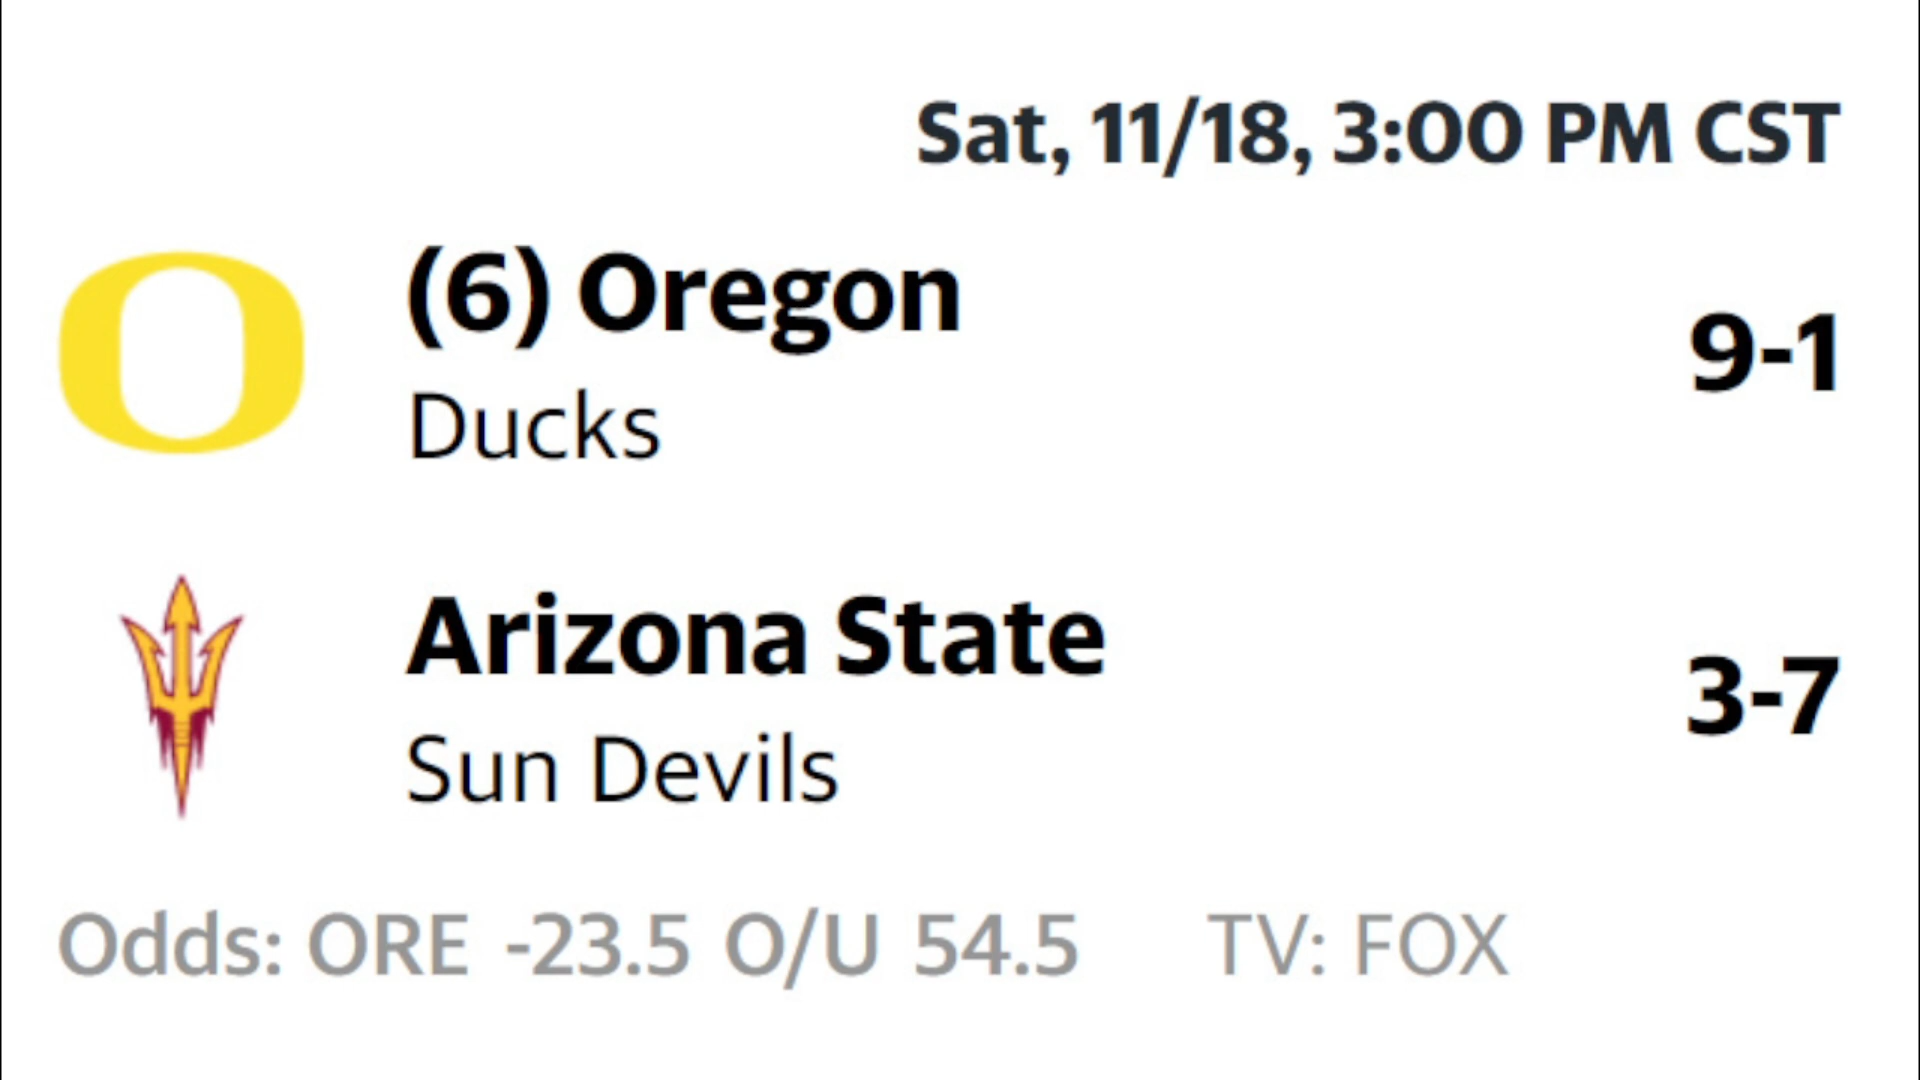 Sat, 11/18, 3:00 PM CST
(6) Oregon
Ducks
9-1
Arizona State
Sun Devils
3-7
Odds: ORE -23.5 O/U 54.5 TV: FOX